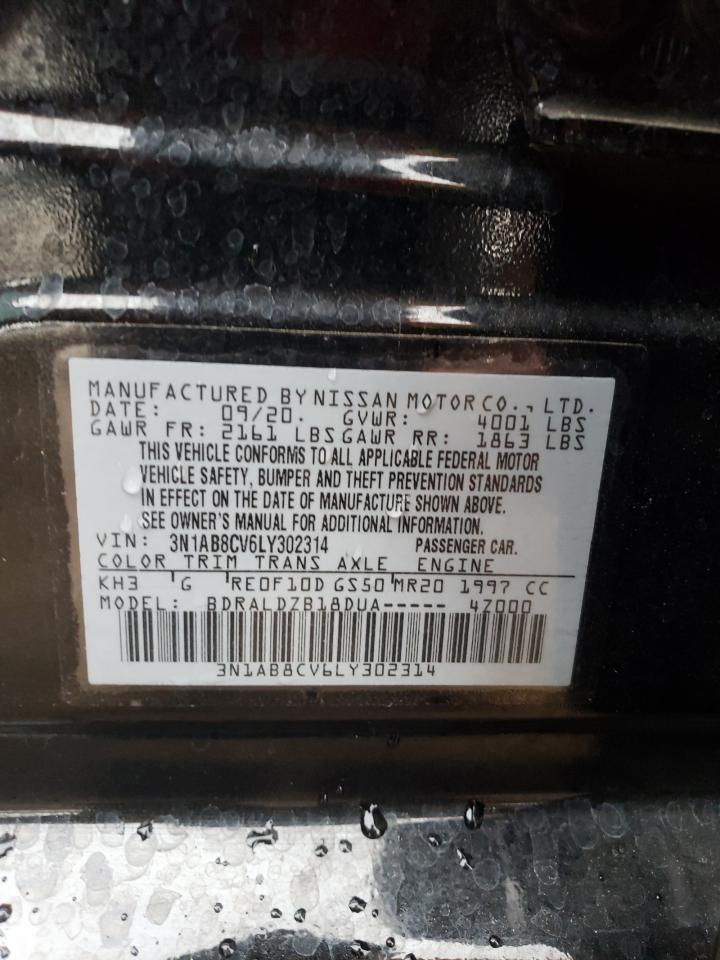 MANUFACTURED BY NISSAN MOTOR CO., LTD.
DATE: 09/20. GVWR: 4001 LBS
GAWR FR: 2161 LBS GAWR RR: 1863 LBS
THIS VEHICLE CONFORMS TO ALL APPLICABLE FEDERAL MOTOR
VEHICLE SAFETY, BUMPER AND THEFT PREVENTION STANDARDS
IN EFFECT ON THE DATE OF MANUFACTURE SHOWN ABOVE.
SEE OWNER'S MANUAL FOR ADDITIONAL INFORMATION.
VIN: 3N1AB8CV6LY302314 PASSENGER CAR.
COLOR TRIM TRANS AXLE ENGINE
KH3 G RE0F10D GS50 MR20 1997 CC
MODEL: BDRALDZB18DUA----- 4Z000
3N1AB8CV6LY302314